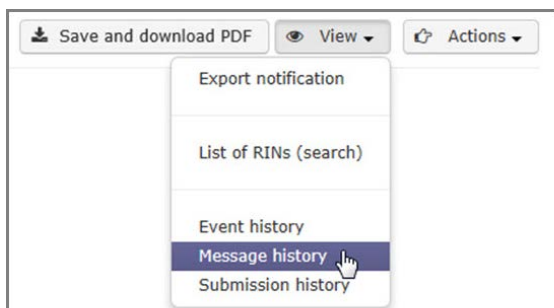 Save and download PDF View Actions
Export notification
List of RINs (search)
Event history
Message history
Submission history